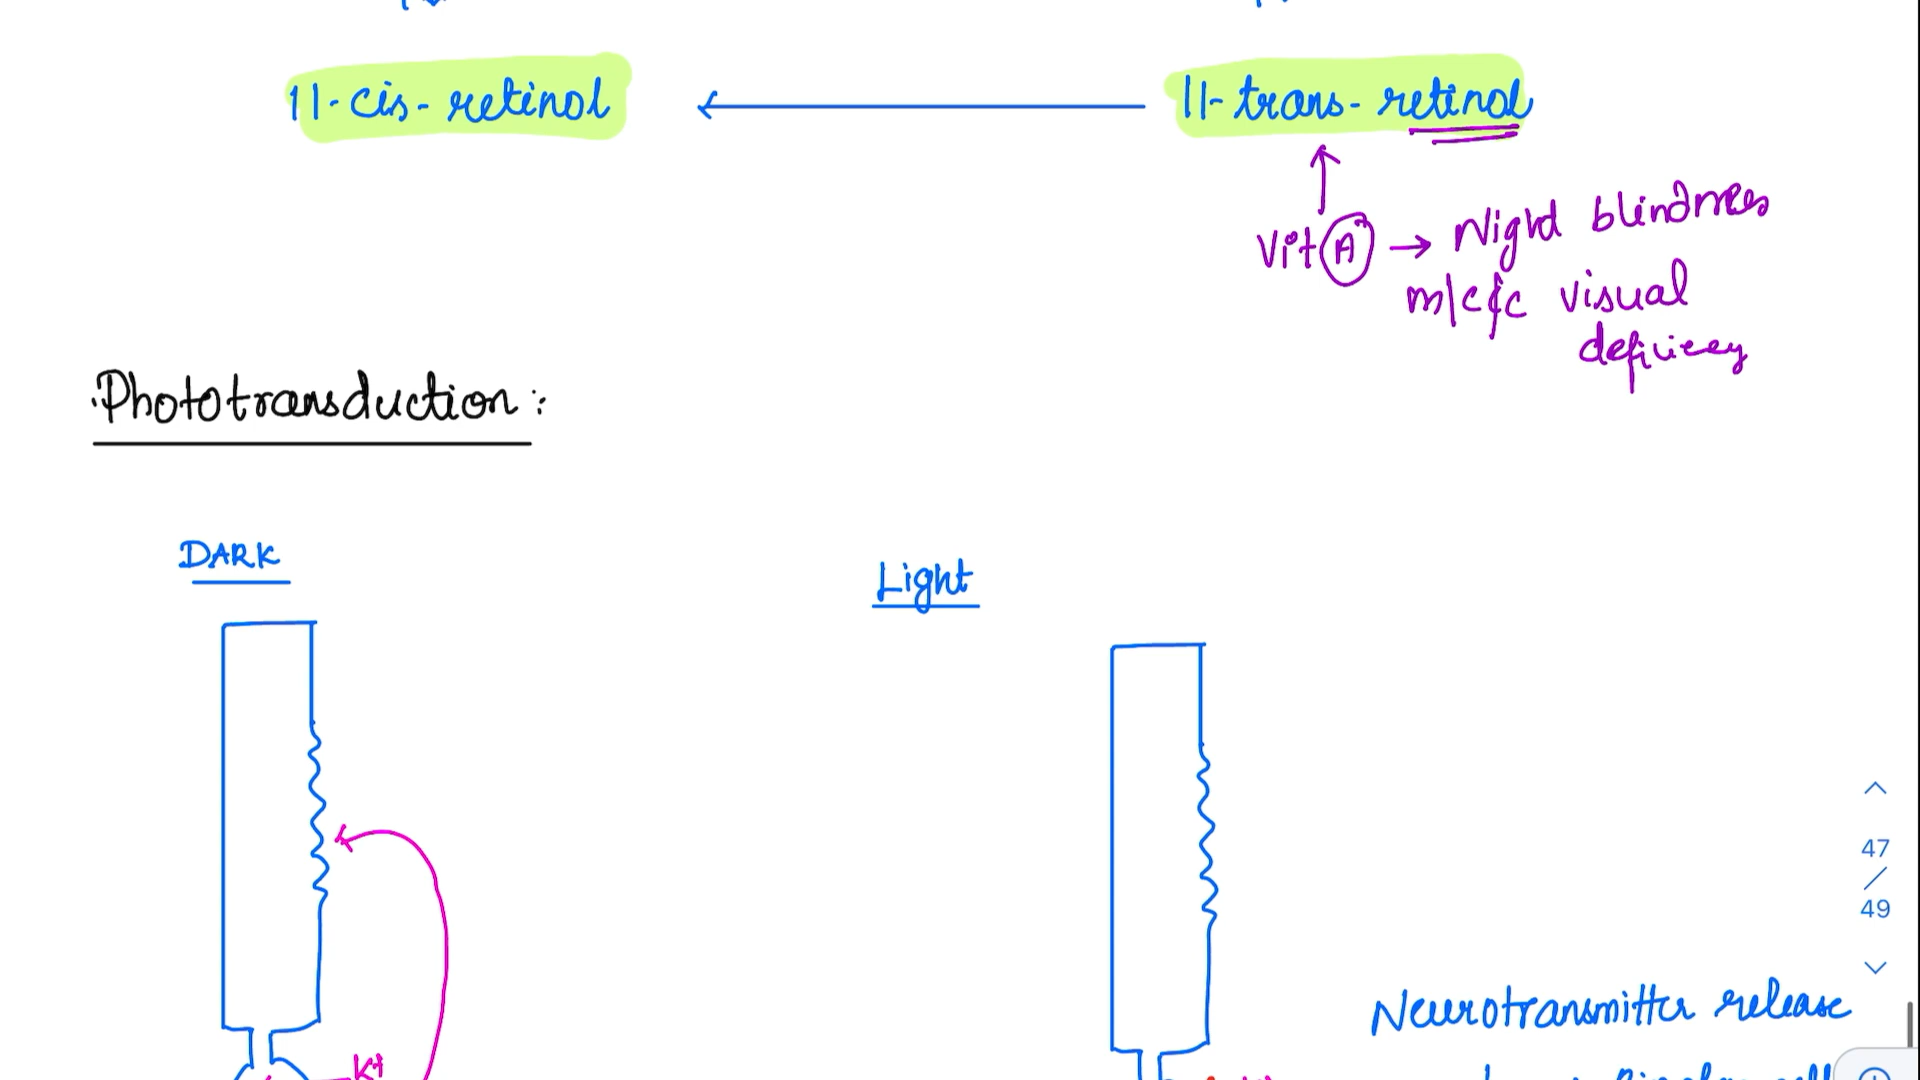 11-cis-retinol ← 11-trans-retinol
Vit A → Night blindness
m/c/c visual
deficiency
Phototransduction:
DARK
Light
47
/
49
Neurotransmitter release
K+